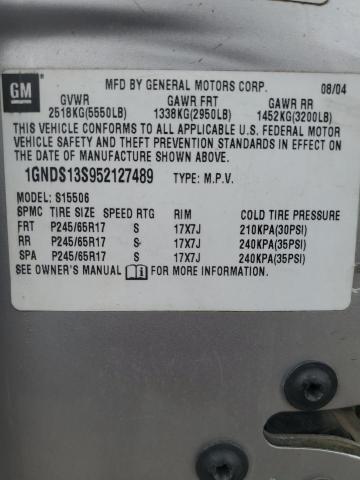 GM
MFD BY GENERAL MOTORS CORP. 08/04
GVWR GAWR FRT GAWR RR
2518KG(5550LB) 1338KG(2950LB) 1452KG(3200LB)
THIS VEHICLE CONFORMS TO ALL APPLICABLE U.S. FEDERAL MOTOR
VEHICLE SAFETY AND THEFT PREVENTION STANDARDS IN EFFECT ON
THE DATE OF MANUFACTURE SHOWN ABOVE.
1GNDS13S952127489 TYPE: M.P.V.
MODEL: S15506
SPMC TIRE SIZE SPEED RTG RIM COLD TIRE PRESSURE
FRT P245/65R17 S 17X7J 210KPA(30PSI)
RR P245/65R17 S 17X7J 240KPA(35PSI)
SPA P245/65R17 S 17X7J 240KPA(35PSI)
SEE OWNER'S MANUAL FOR MORE INFORMATION.